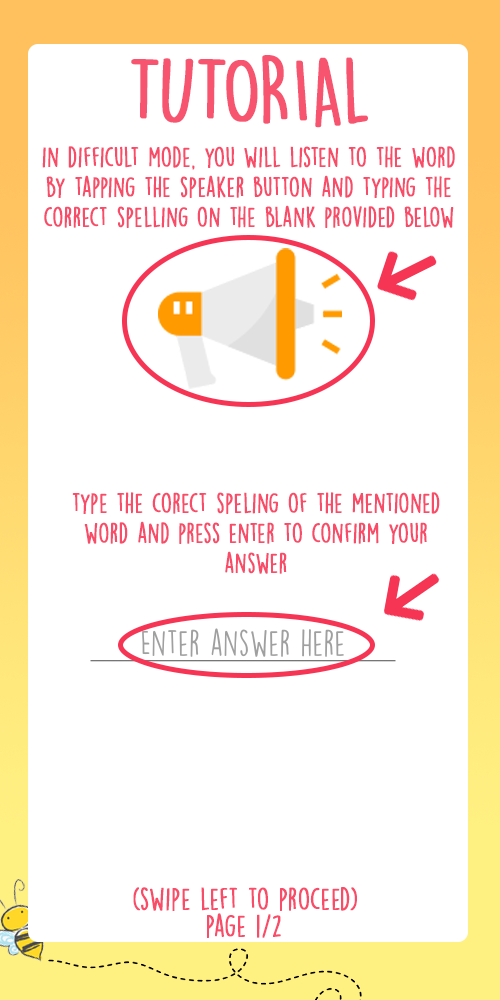 TUTORIAL
IN DIFFICULT MODE, YOU WILL LISTEN TO THE WORD
BY TAPPING THE SPEAKER BUTTON AND TYPING THE
CORRECT SPELLING ON THE BLANK PROVIDED BELOW
TYPE THE CORECT SPELING OF THE MENTIONED
WORD AND PRESS ENTER TO CONFIRM YOUR
ANSWER
ENTER ANSWER HERE
(SWIPE LEFT TO PROCEED)
PAGE 1/2